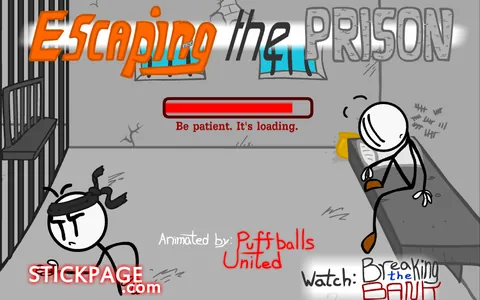 Escaping the PRISON
Be patient. It's loading.
Animated by: Puffballs
United
STICKPAGE
.com
Watch: Breaking
the
BANK